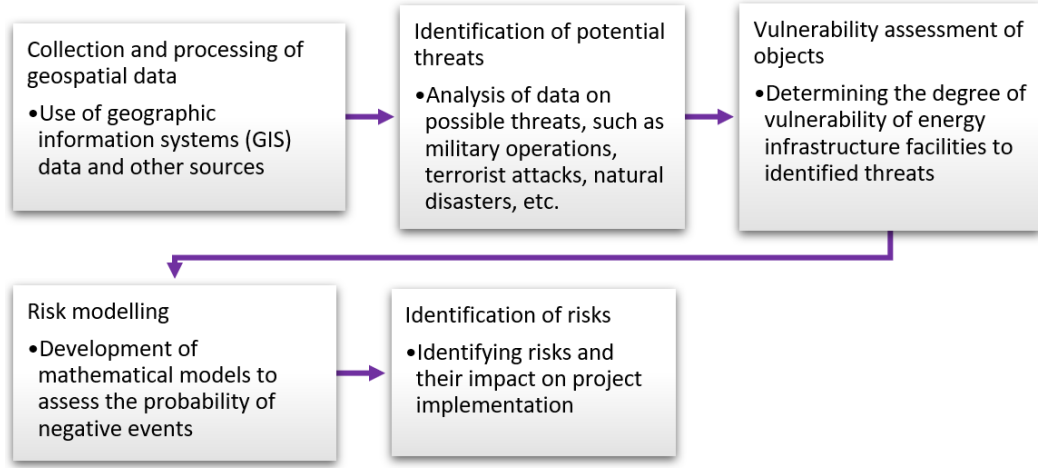 Collection and processing of
geospatial data
•Use of geographic
information systems (GIS)
data and other sources
Identification of potential
threats
•Analysis of data on
possible threats, such as
military operations,
terrorist attacks, natural
disasters, etc.
Vulnerability assessment of
objects
•Determining the degree of
vulnerability of energy
infrastructure facilities to
identified threats
Risk modelling
•Development of
mathematical models to
assess the probability of
negative events
Identification of risks
•Identifying risks and
their impact on project
implementation